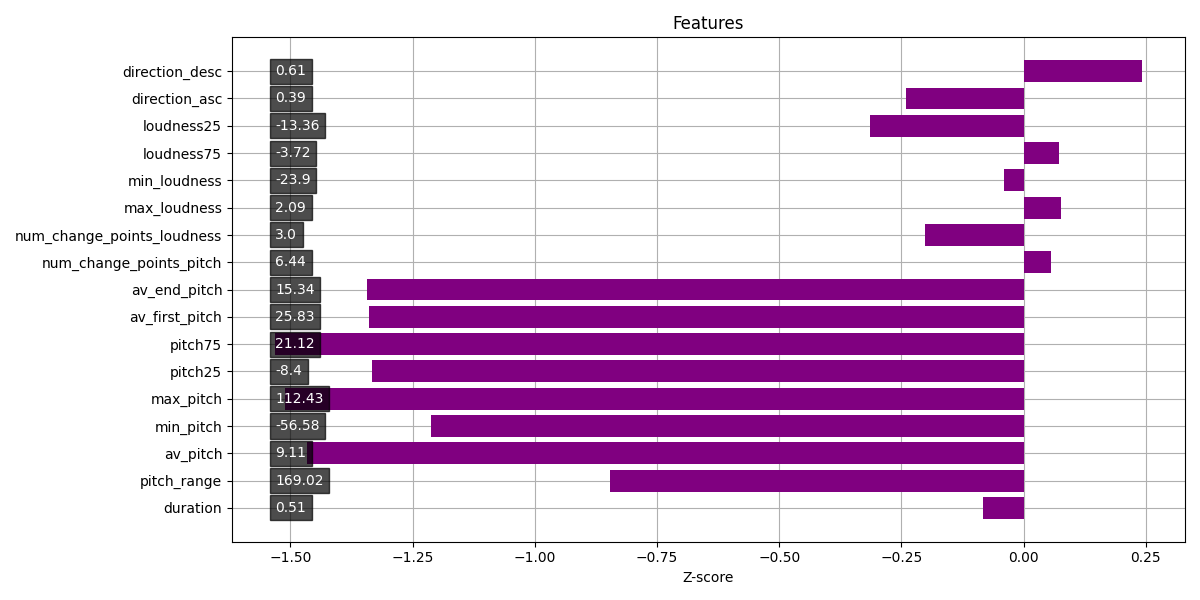 Features
direction_desc 0.61
direction_asc 0.39
loudness25 -13.36
loudness75 -3.72
min_loudness -23.9
max_loudness 2.09
num_change_points_loudness 3.0
num_change_points_pitch 6.44
av_end_pitch 15.34
av_first_pitch 25.83
pitch75 21.12
pitch25 -8.4
max_pitch 112.43
min_pitch -56.58
av_pitch 9.11
pitch_range 169.02
duration 0.51
−1.50 −1.25 −1.00 −0.75 −0.50 −0.25 0.00 0.25
Z-score